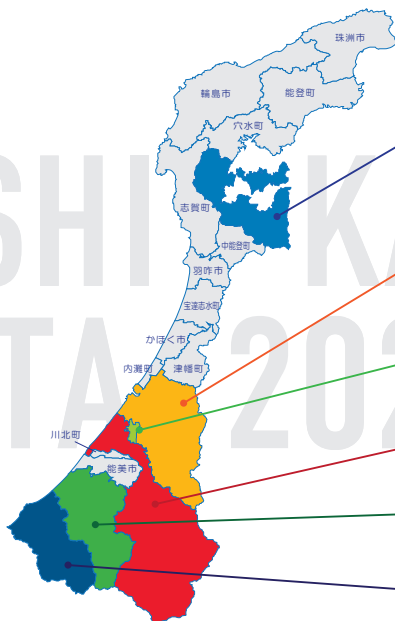 珠洲市
輪島市
能登町
穴水町
志賀町
中能登町
羽咋市
宝達志水町
かほく市
内灘町
津幡町
川北町
能美市
SHI KA
TA 202